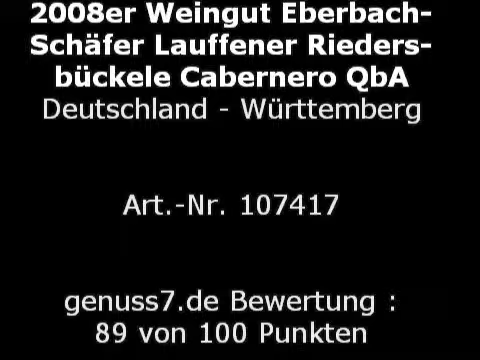 2008er Weingut Eberbach-
Schäfer Lauffener Rieders-
bückele Cabernero QbA
Deutschland - Württemberg
Art.-Nr. 107417
genuss7.de Bewertung :
89 von 100 Punkten